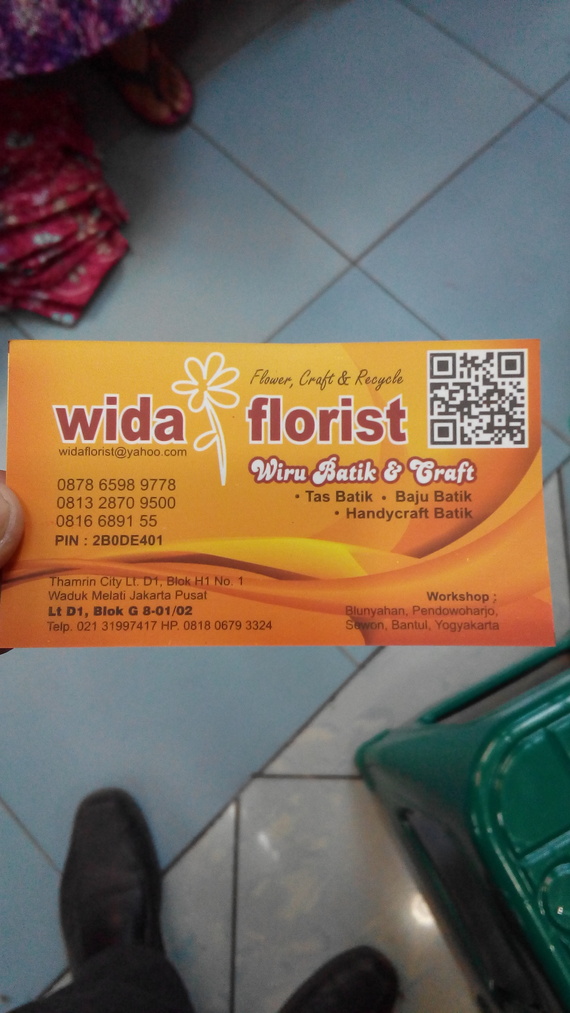 Flower, Craft & Recycle
wida florist
widaflorist@yahoo.com
Wiru Batik & Craft
• Tas Batik • Baju Batik
• Handycraft Batik
0878 6598 9778
0813 2870 9500
0816 6891 55
PIN : 2B0DE401
Thamrin City Lt. D1, Blok H1 No. 1
Waduk Melati Jakarta Pusat
Lt D1, Blok G 8-01/02
Telp. 021 31997417 HP. 0818 0679 3324
Workshop :
Blunyahan, Pendowoharjo,
Sewon, Bantul, Yogyakarta